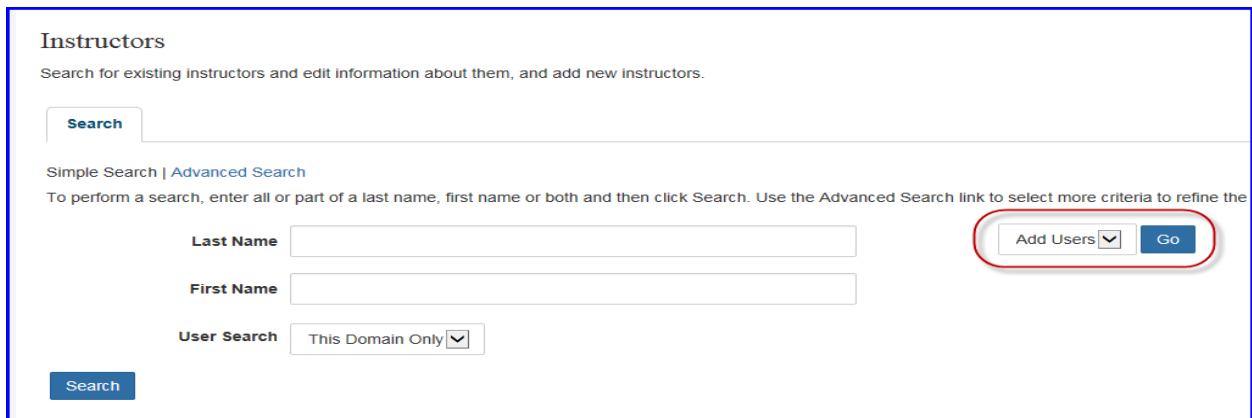 Instructors
Search for existing instructors and edit information about them, and add new instructors.
Search
Simple Search | Advanced Search
To perform a search, enter all or part of a last name, first name or both and then click Search. Use the Advanced Search link to select more criteria to refine the
Last Name
Add Users Go
First Name
User Search This Domain Only
Search